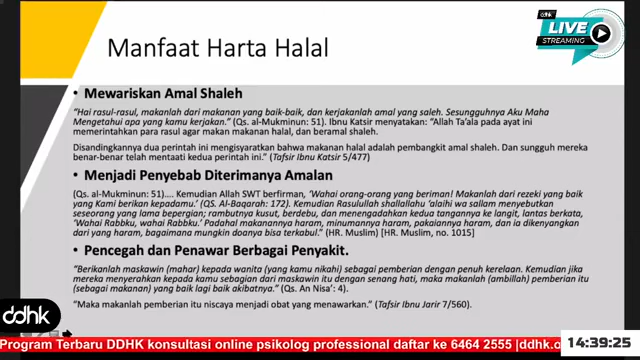 ddhk.
LIVE
STREAMING
Manfaat Harta Halal
• Mewariskan Amal Shaleh
"Hai rasul-rasul, makanlah dari makanan yang baik-baik, dan kerjakanlah amal yang saleh. Sesungguhnya Aku Maha
Mengetahui apa yang kamu kerjakan." (Qs. al-Mukminun: 51). Ibnu Katsir menyatakan: "Allah Ta'ala pada ayat ini
memerintahkan para rasul agar makan makanan halal, dan beramal shaleh.
Disandingkannya dua perintah ini mengisyaratkan bahwa makanan halal adalah pembangkit amal shaleh. Dan sungguh mereka
benar-benar telah mentaati kedua perintah ini." (Tafsir Ibnu Katsir 5/477)
• Menjadi Penyebab Diterimanya Amalan
(Qs. al-Mukminun: 51).... Kemudian Allah SWT berfirman, 'Wahai orang-orang yang beriman! Makanlah dari rezeki yang baik
yang Kami berikan kepadamu.' (QS. Al-Baqarah: 172). Kemudian Rasulullah shallallahu 'alaihi wa sallam menyebutkan
seseorang yang lama bepergian; rambutnya kusut, berdebu, dan menengadahkan kedua tangannya ke langit, lantas berkata,
'Wahai Rabbku, wahai Rabbku.' Padahal makanannya haram, minumannya haram, pakaiannya haram, dan ia dikenyangkan
dari yang haram, bagaimana mungkin doanya bisa terkabul." (HR. Muslim) [HR. Muslim, no. 1015]
• Pencegah dan Penawar Berbagai Penyakit.
"Berikanlah maskawin (mahar) kepada wanita (yang kamu nikahi) sebagai pemberian dengan penuh kerelaan. Kemudian jika
mereka menyerahkan kepada kamu sebagian dari maskawin itu dengan senang hati, maka makanlah (ambillah) pemberian itu
(sebagai makanan) yang baik lagi baik akibatnya." (Qs. An Nisa': 4).
"Maka makanlah pemberian itu niscaya menjadi obat yang menawarkan." (Tafsir Ibnu Jarir 7/560).
ddhk
Program Terbaru DDHK konsultasi online psikolog professional daftar ke 6464 2555 |ddhk.o
14:39:25